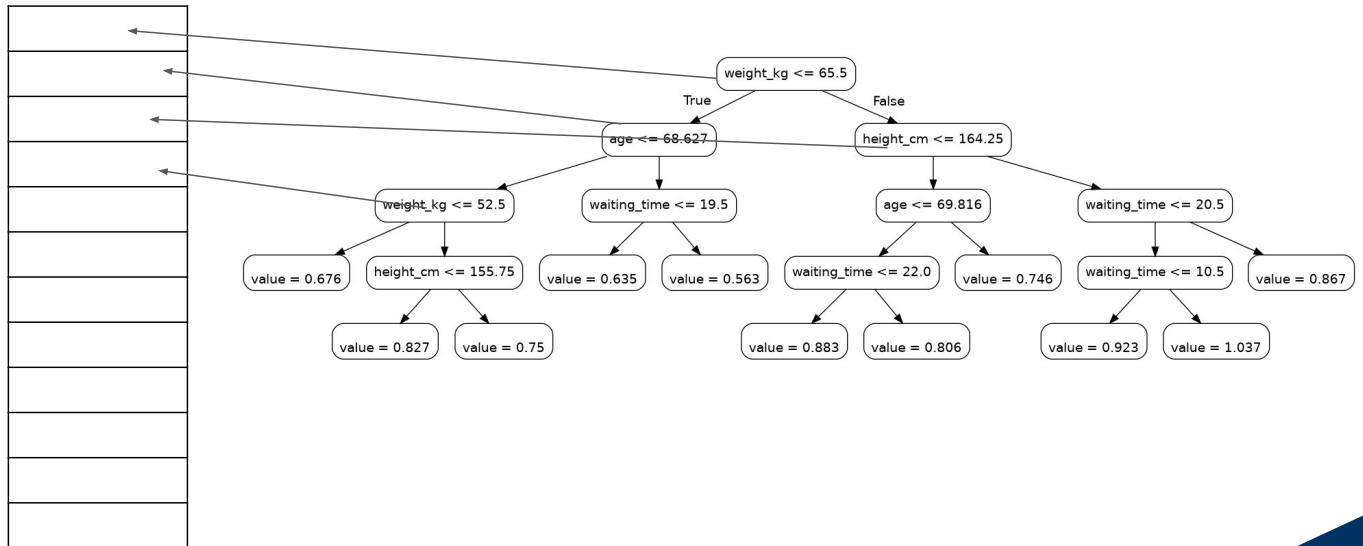 weight_kg <= 65.5
True
False
age <= 68.627
height_cm <= 164.25
weight_kg <= 52.5
waiting_time <= 19.5
age <= 69.816
waiting_time <= 20.5
value = 0.676
height_cm <= 155.75
value = 0.635
value = 0.563
waiting_time <= 22.0
value = 0.746
waiting_time <= 10.5
value = 0.867
value = 0.827
value = 0.75
value = 0.883
value = 0.806
value = 0.923
value = 1.037